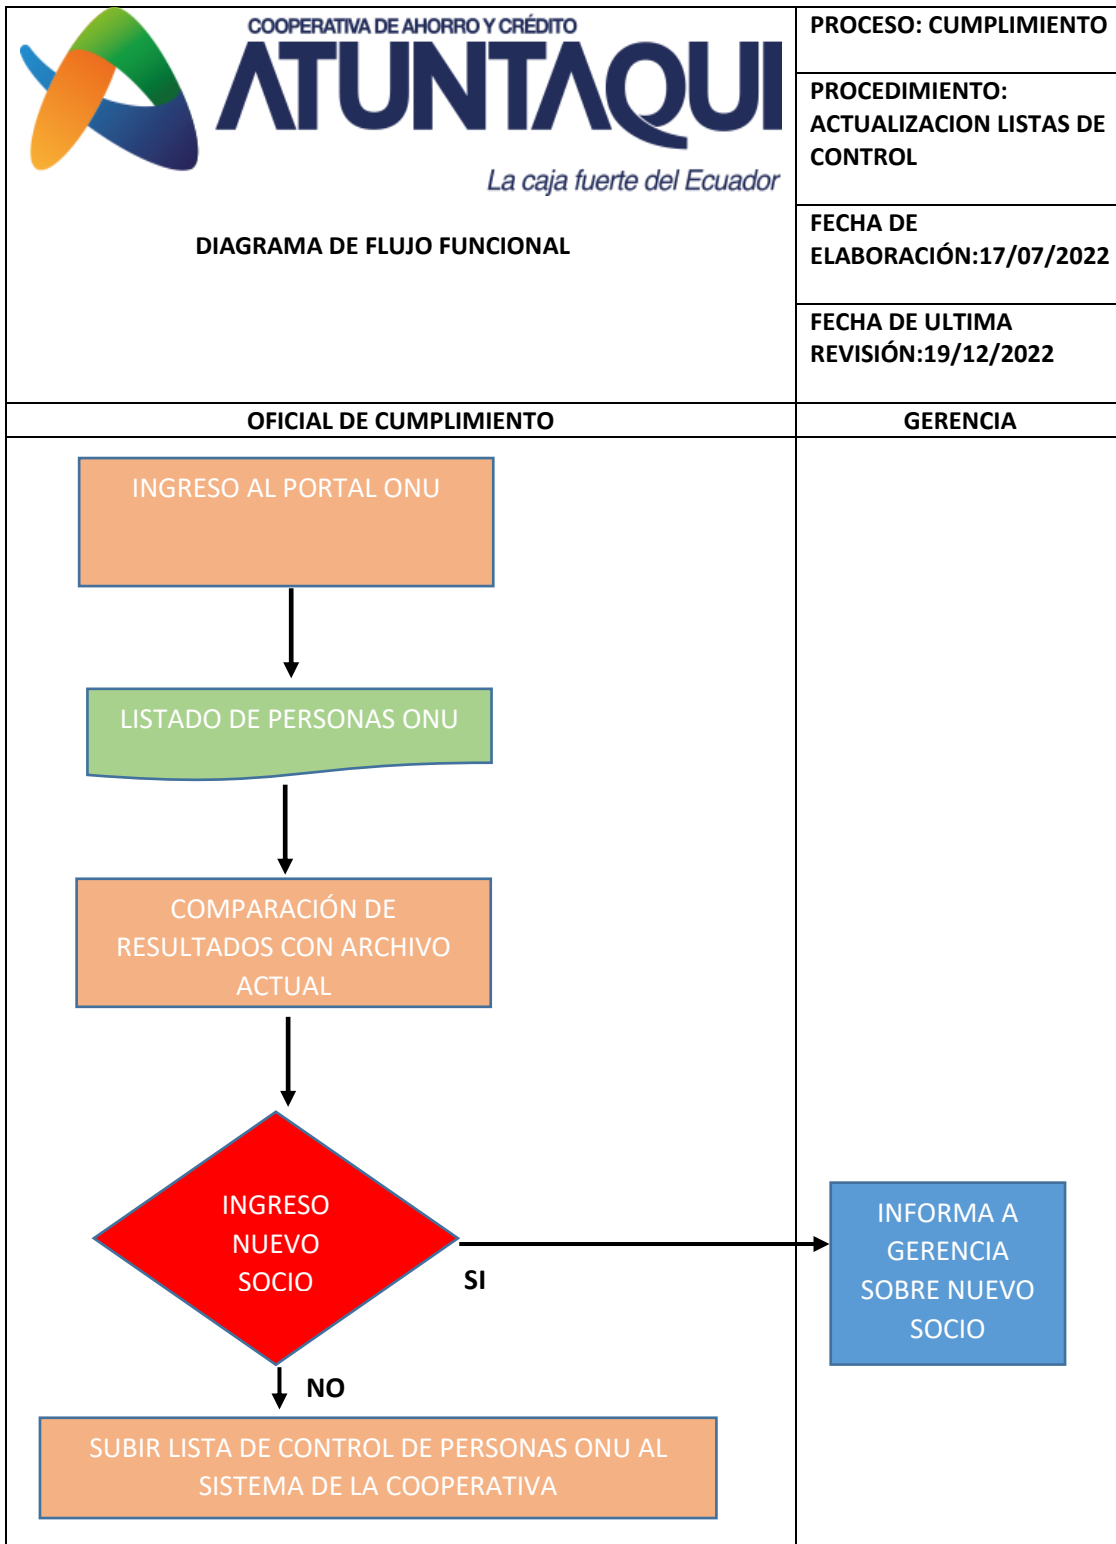 COOPERATIVA DE AHORRO Y CRÉDITO
ATUNTAQUI
La caja fuerte del Ecuador
DIAGRAMA DE FLUJO FUNCIONAL
PROCESO: CUMPLIMIENTO
PROCEDIMIENTO:
ACTUALIZACION LISTAS DE
CONTROL
FECHA DE
ELABORACIÓN:17/07/2022
FECHA DE ULTIMA
REVISIÓN:19/12/2022
OFICIAL DE CUMPLIMIENTO
GERENCIA
INGRESO AL PORTAL ONU
LISTADO DE PERSONAS ONU
COMPARACIÓN DE
RESULTADOS CON ARCHIVO
ACTUAL
INGRESO
NUEVO
SOCIO
SI
INFORMA A
GERENCIA
SOBRE NUEVO
SOCIO
NO
SUBIR LISTA DE CONTROL DE PERSONAS ONU AL
SISTEMA DE LA COOPERATIVA